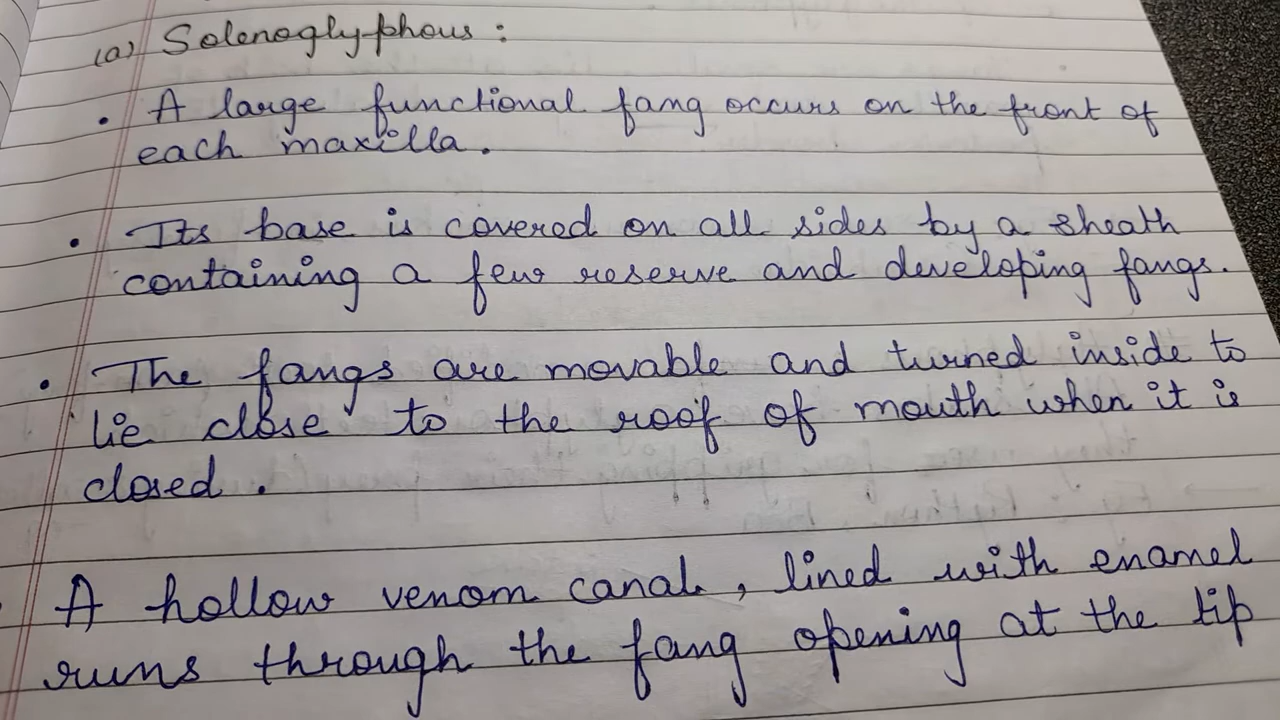 (a) Solenoglyphous :
• A large functional fang occurs on the front of
each maxilla.
• Its base is covered on all sides by a sheath
containing a few reserve and developing fangs.
• The fangs are movable and turned inside to
lie close to the roof of mouth when it is
closed.
A hollow venom canal, lined with enamel
runs through the fang opening at the tip